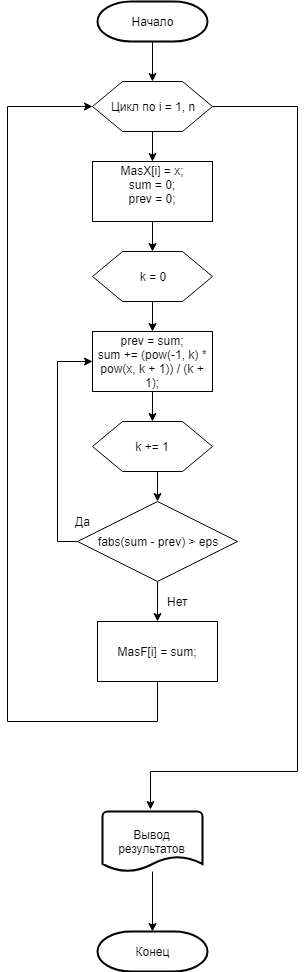 Начало
Цикл по i = 1, n
MasX[i] = x;
sum = 0;
prev = 0;
k = 0
prev = sum;
sum += (pow(-1, k) *
pow(x, k + 1)) / (k +
1);
k += 1
Да
fabs(sum - prev) > eps
Нет
MasF[i] = sum;
Вывод
результатов
Конец